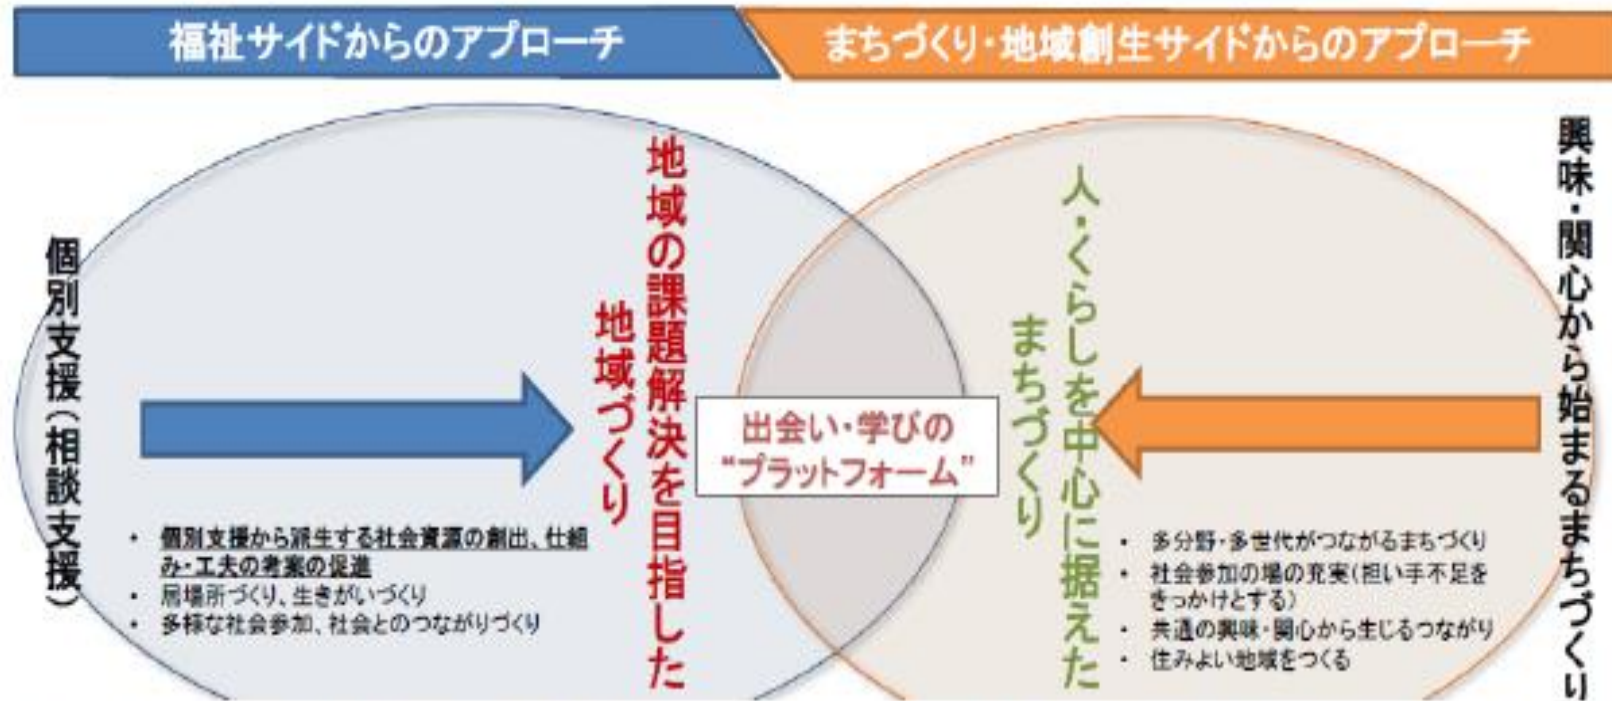 福祉サイドからのアプローチ
まちづくり・地域創生サイドからのアプローチ
個別支援(相談支援)
地域の課題解決を目指した
地域づくり
出会い・学びの
“プラットフォーム”
人・くらしを中心に据えた
まちづくり
興味・関心から始まるまちづくり
・ 個別支援から派生する社会資源の創出、仕組
み・工夫の考案の促進
・ 居場所づくり、生きがいづくり
・ 多様な社会参加、社会とのつながりづくり
・ 多分野・多世代がつながるまちづくり
・ 社会参加の場の充実(担い手不足を
きっかけとする)
・ 共通の興味・関心から生じるつながり
・ 住みよい地域をつくる